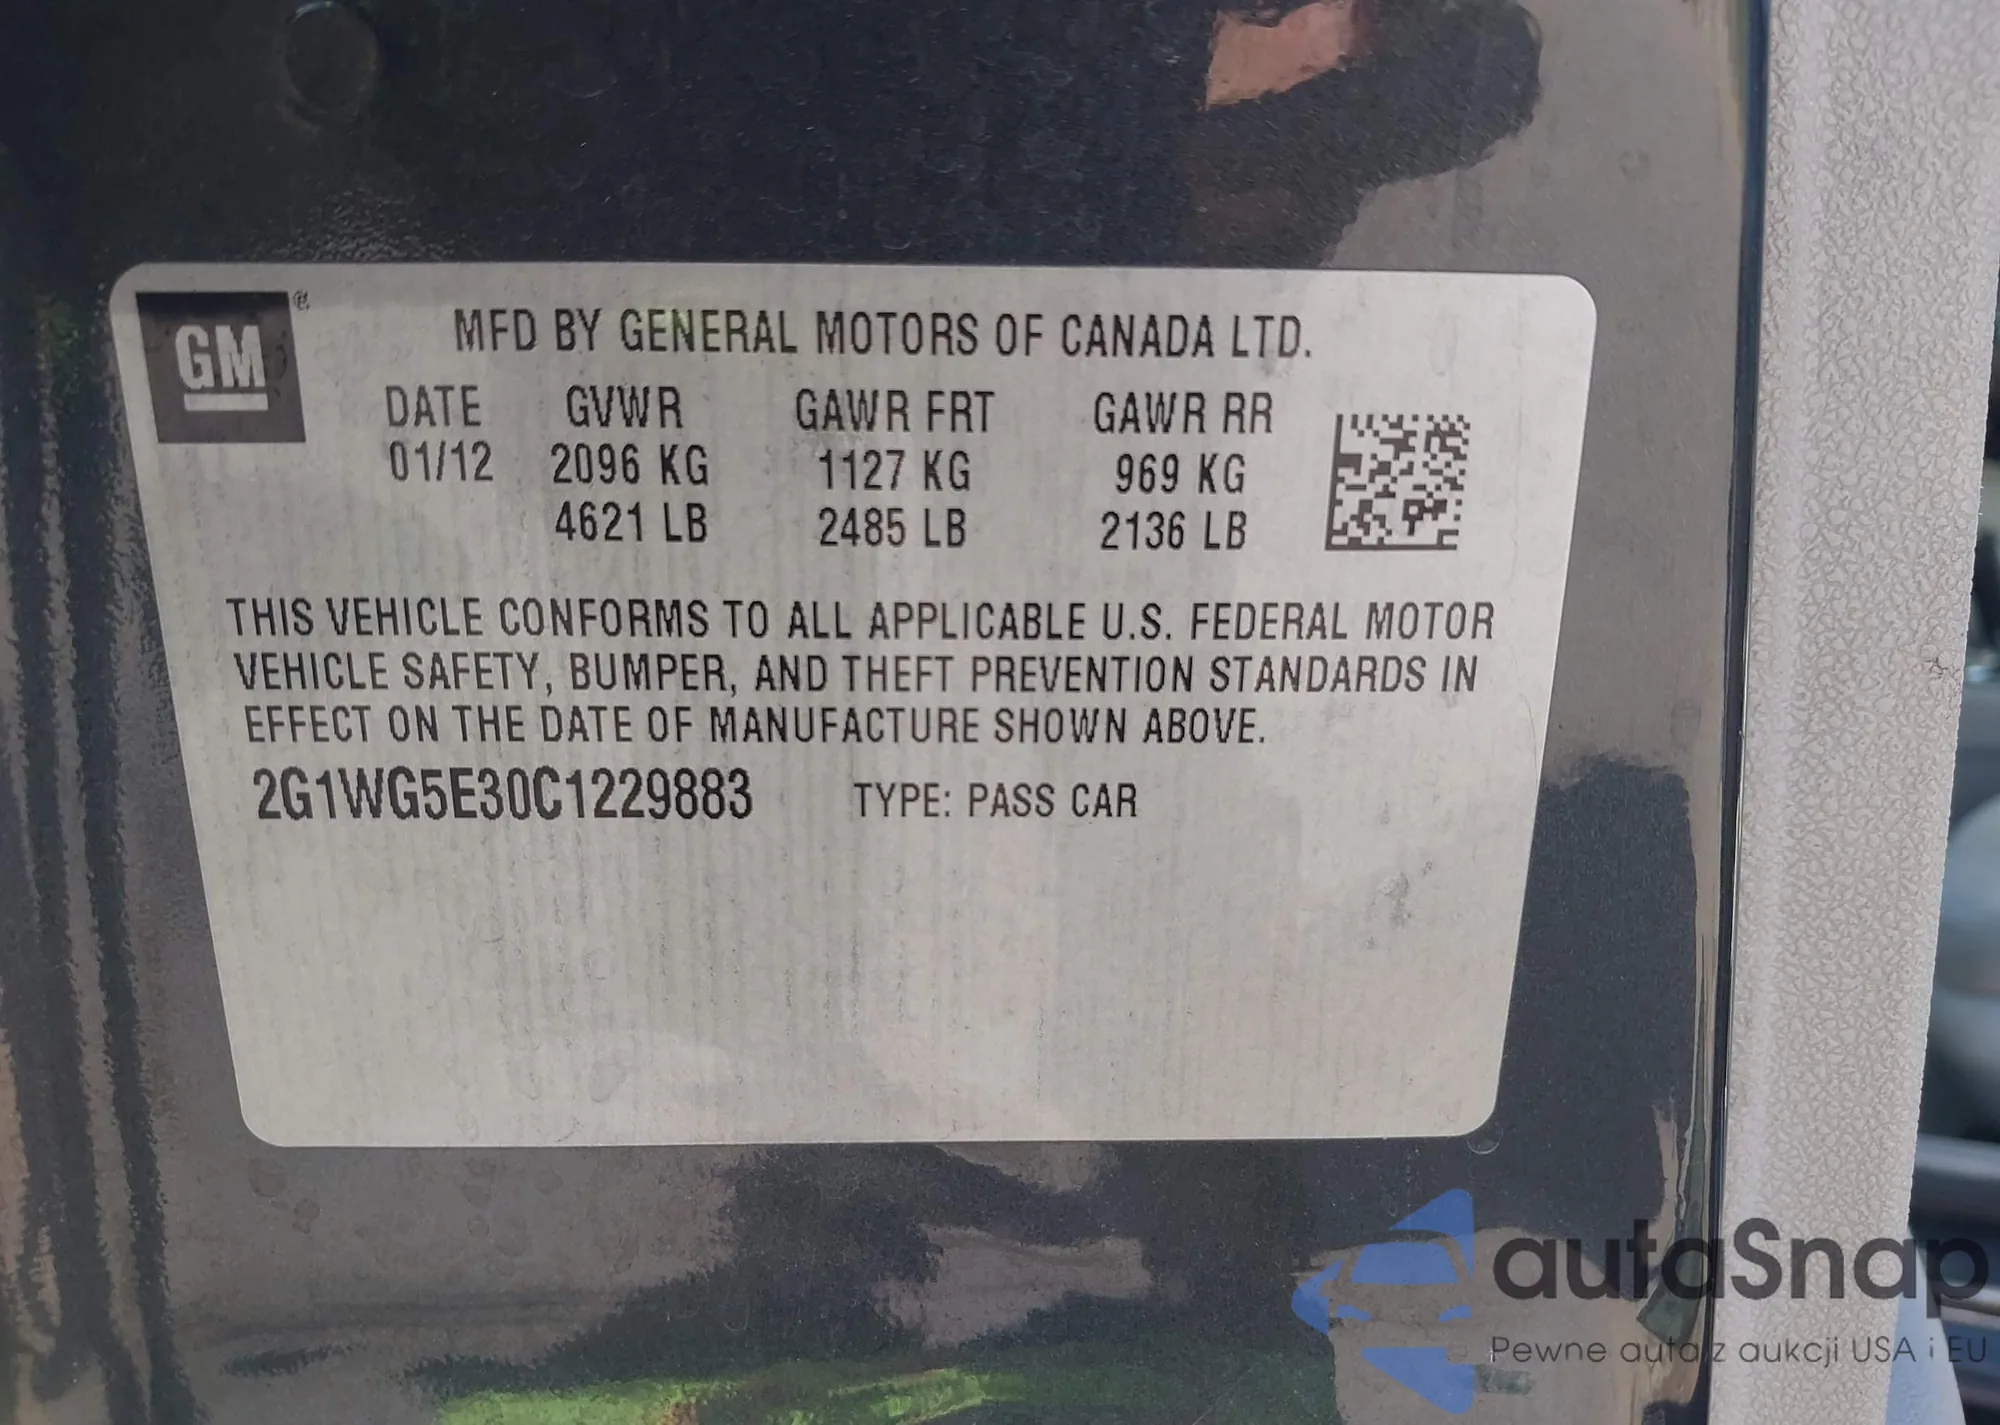 GM ®
MFD BY GENERAL MOTORS OF CANADA LTD.
DATE GVWR GAWR FRT GAWR RR
01/12 2096 KG 1127 KG 969 KG
4621 LB 2485 LB 2136 LB
THIS VEHICLE CONFORMS TO ALL APPLICABLE U.S. FEDERAL MOTOR
VEHICLE SAFETY, BUMPER, AND THEFT PREVENTION STANDARDS IN
EFFECT ON THE DATE OF MANUFACTURE SHOWN ABOVE.
2G1WG5E30C1229883 TYPE: PASS CAR
autaSnap
Pewne auta z aukcji USA i EU